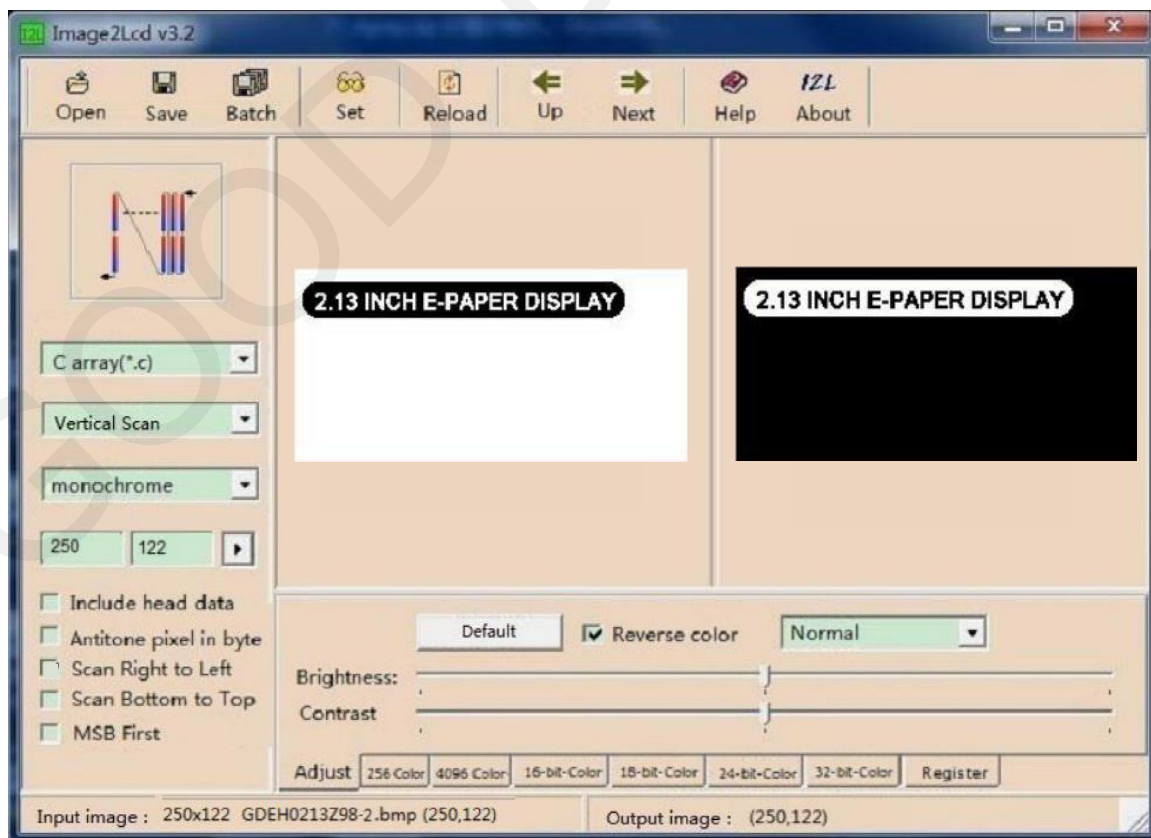 I2L Image2Lcd v3.2
Open Save Batch Set Reload Up Next Help I2L About
2.13 INCH E-PAPER DISPLAY
2.13 INCH E-PAPER DISPLAY
C array(*.c)
Vertical Scan
monochrome
250 122
Include head data
Antitone pixel in byte
Scan Right to Left
Scan Bottom to Top
MSB First
Default Reverse color Normal
Brightness:
Contrast
Adjust 256 Color 4096 Color 16-bit-Color 18-bit-Color 24-bit-Color 32-bit-Color Register
Input image : 250x122 GDEH0213Z98-2.bmp (250,122) Output image : (250,122)
GOOD